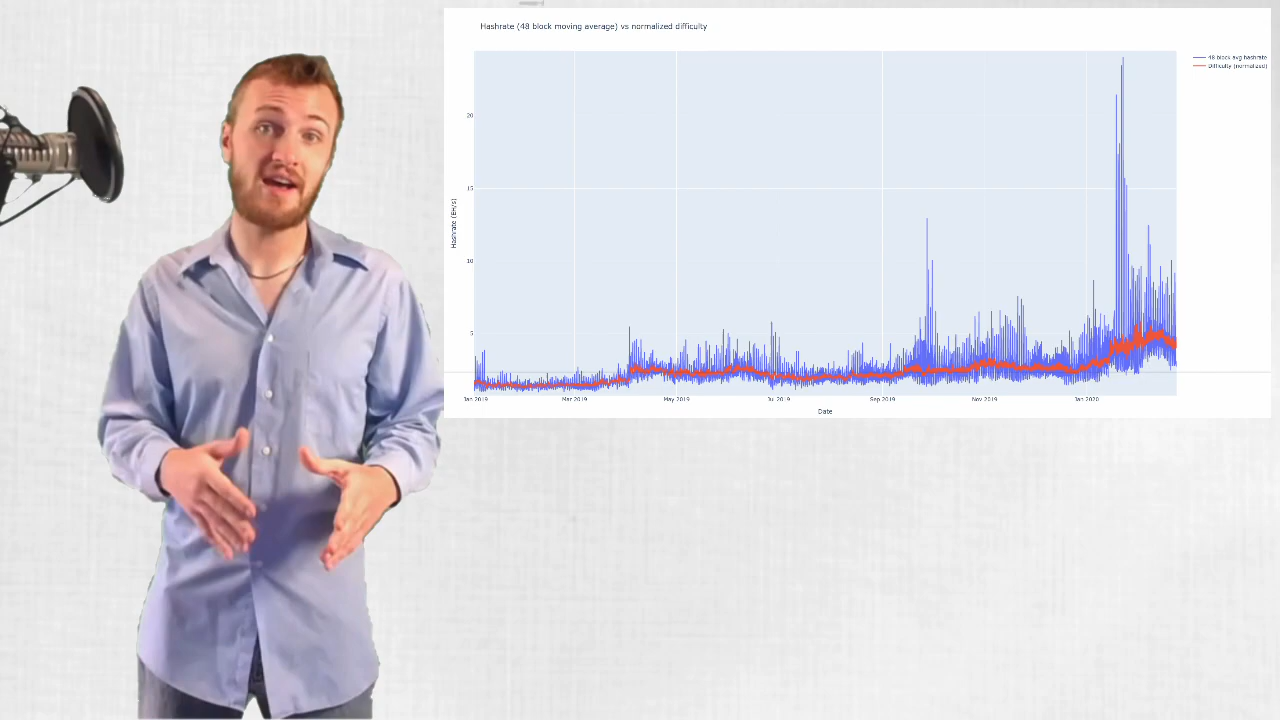 Hashrate (48 block moving average) vs normalized difficulty
48 block avg hashrate
Difficulty (normalized)
20
15
10
5
Hashrate (EH/s)
Jan 2019
Mar 2019
May 2019
Jul 2019
Sep 2019
Nov 2019
Jan 2020
Date